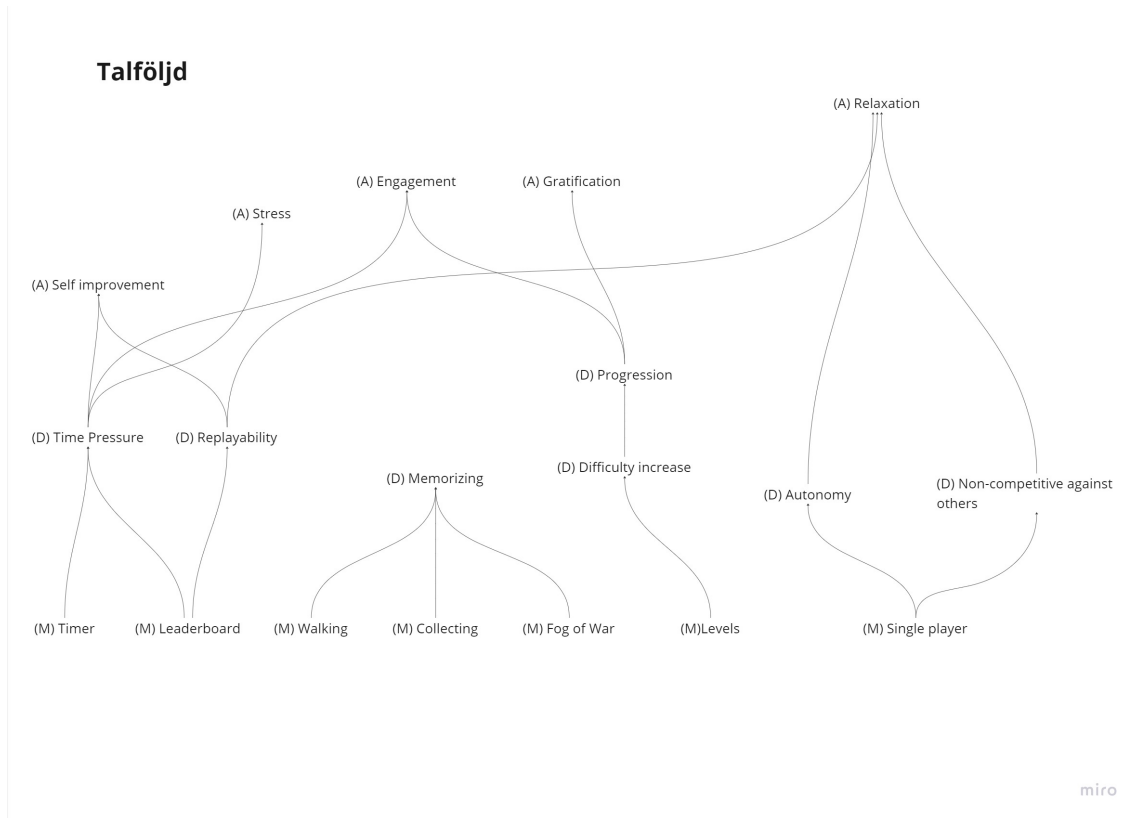 Talföljd
(A) Relaxation
(A) Engagement
(A) Gratification
(A) Stress
(A) Self improvement
(D) Progression
(D) Time Pressure
(D) Replayability
(D) Difficulty increase
(D) Memorizing
(D) Autonomy
(D) Non-competitive against
others
(M) Timer
(M) Leaderboard
(M) Walking
(M) Collecting
(M) Fog of War
(M)Levels
(M) Single player
miro